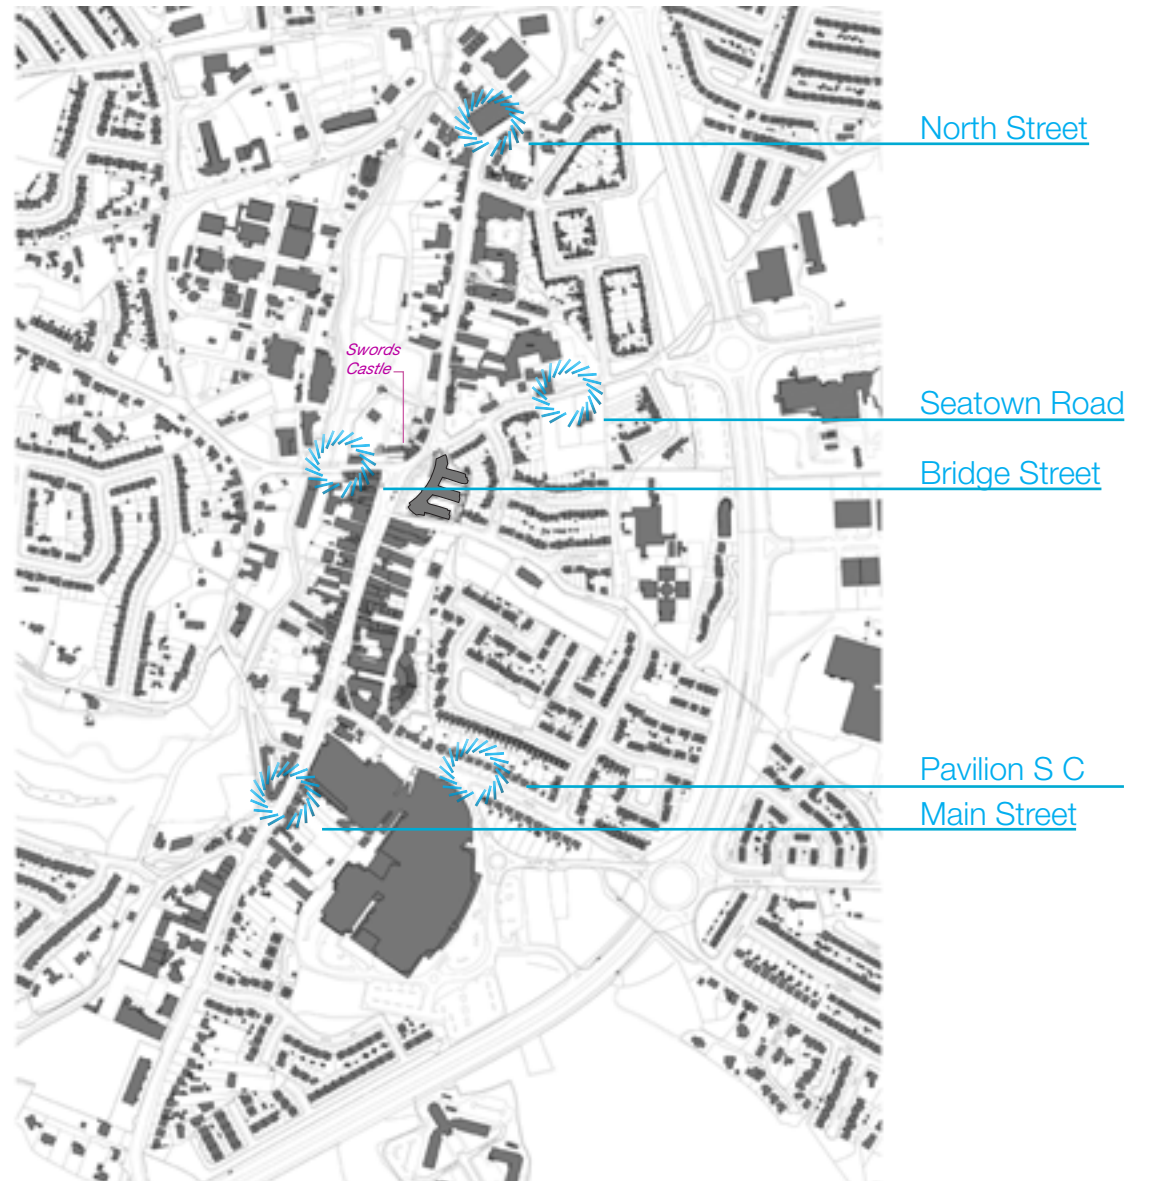 North Street
Swords
Castle
Seatown Road
Bridge Street
Pavilion S C
Main Street